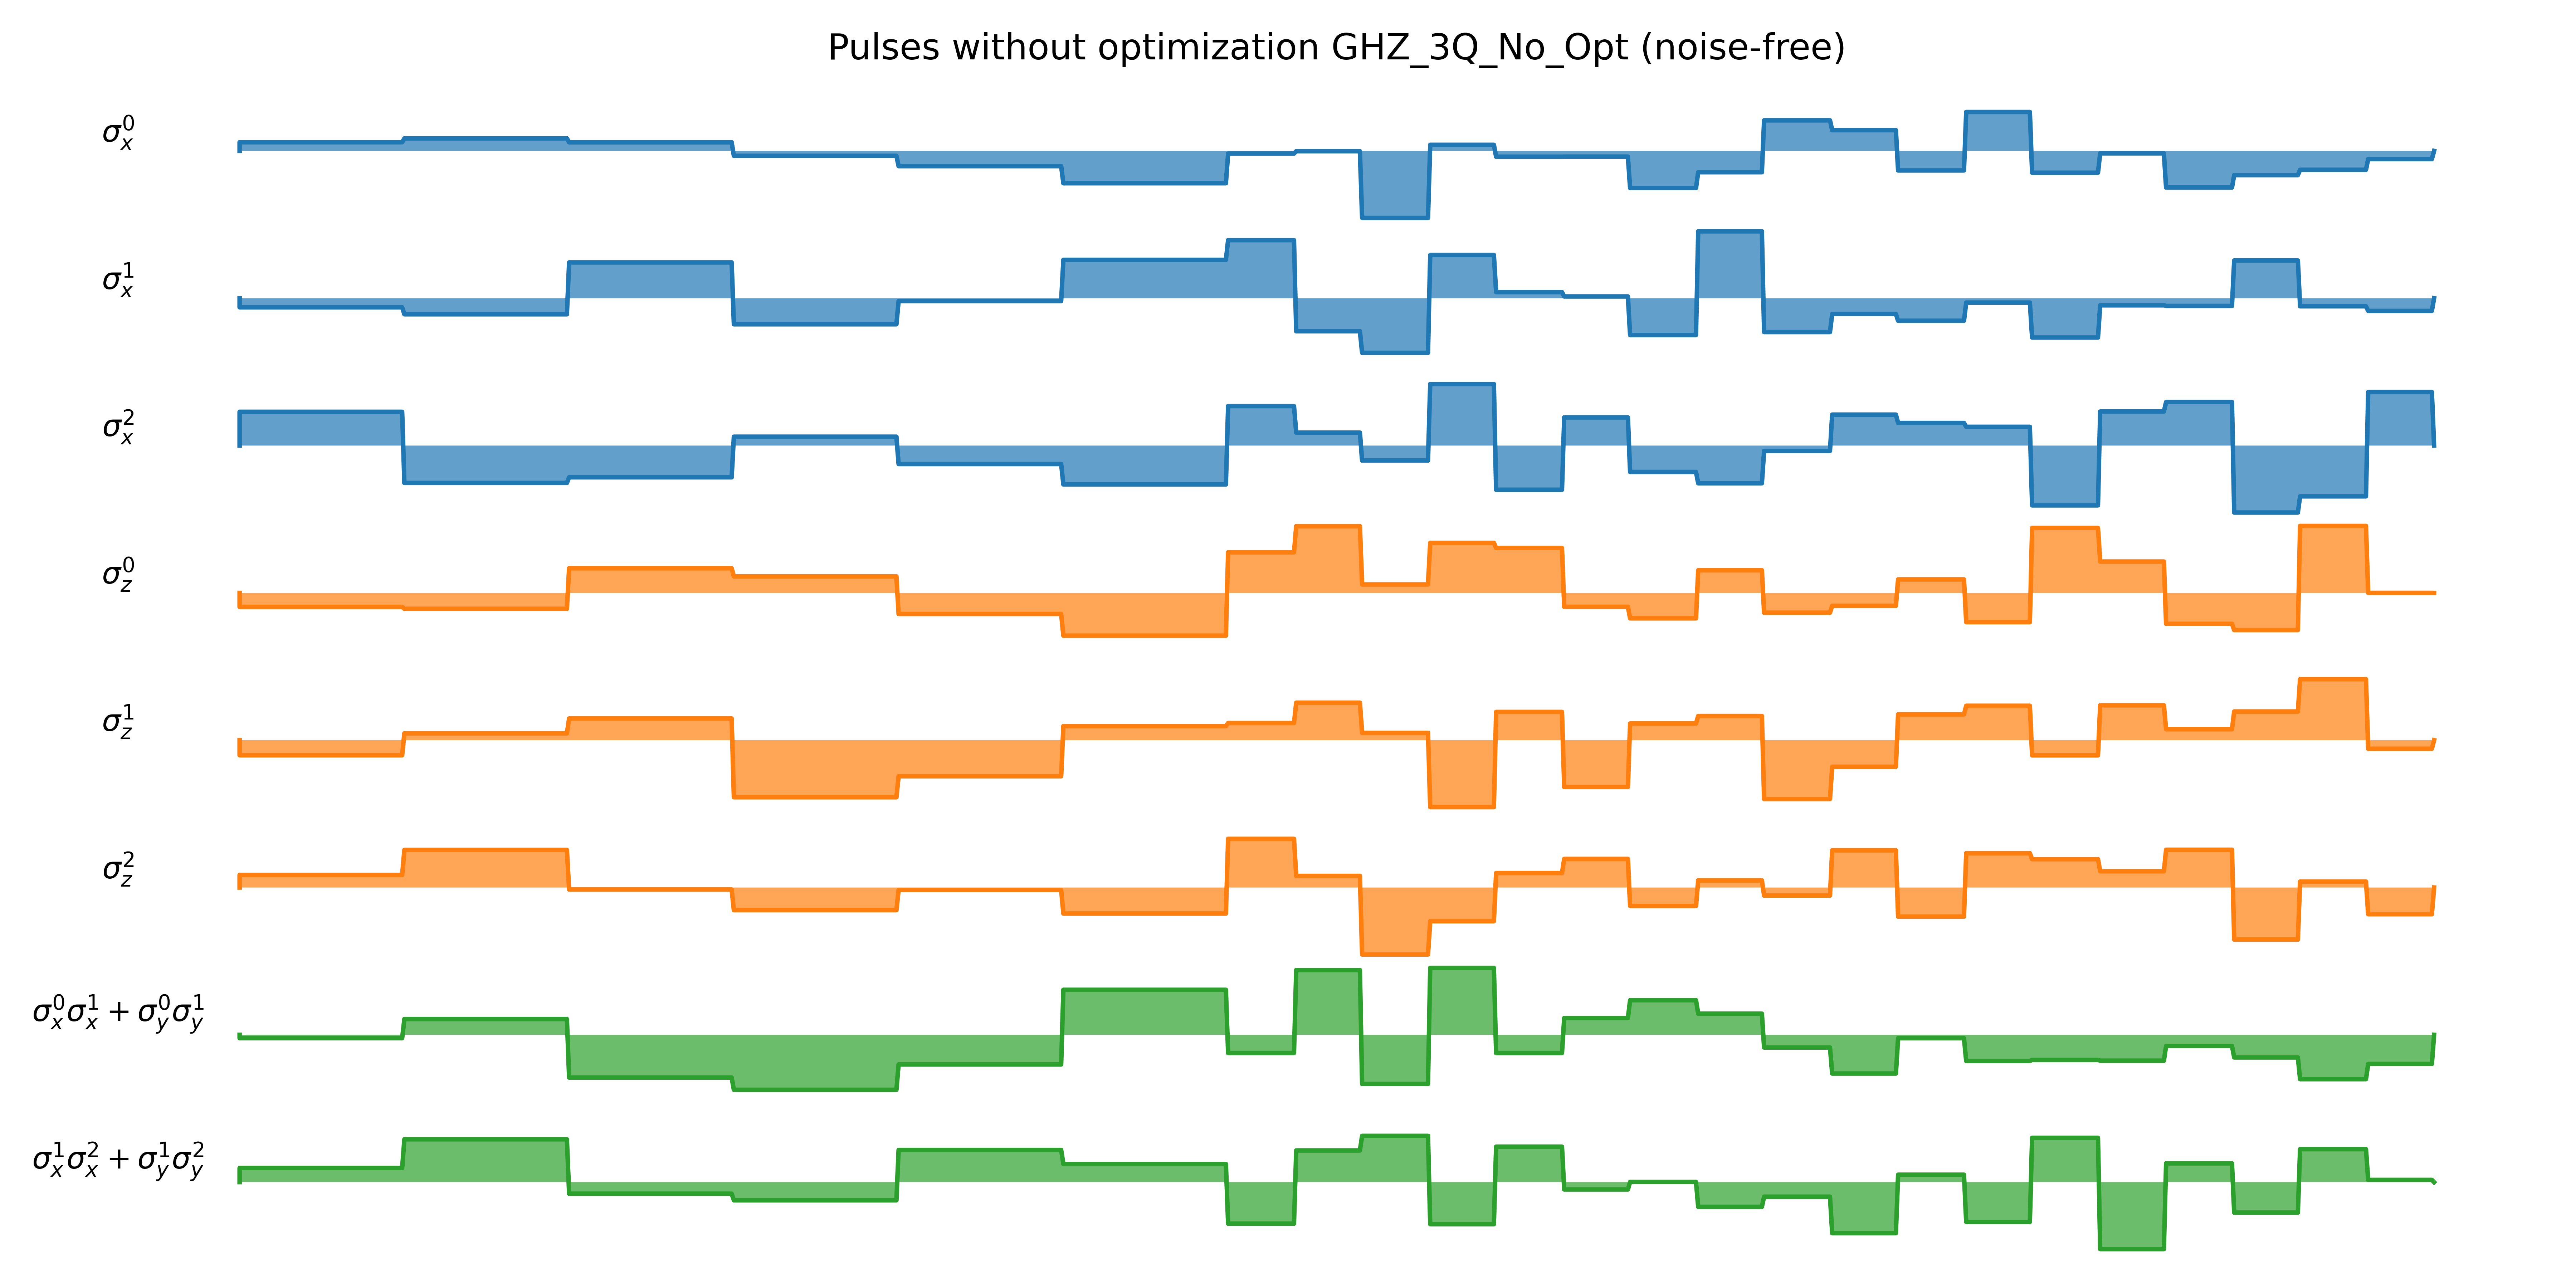 Pulses without optimization GHZ_3Q_No_Opt (noise-free)
σ_x^0
σ_x^1
σ_x^2
σ_z^0
σ_z^1
σ_z^2
σ_x^0σ_x^1 + σ_y^0σ_y^1
σ_x^1σ_x^2 + σ_y^1σ_y^2